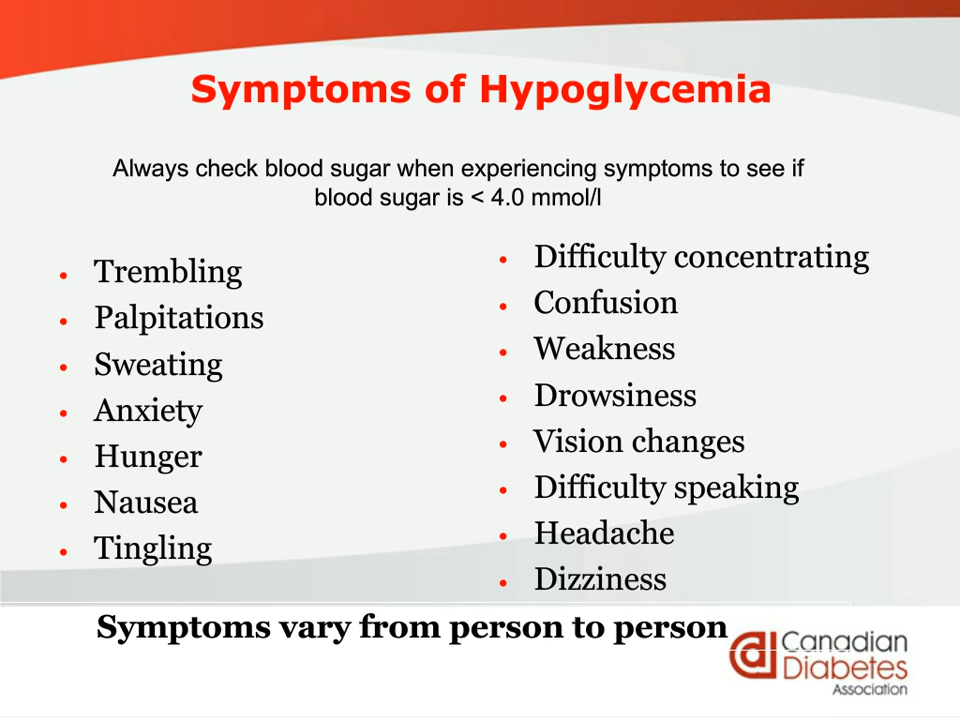 Symptoms of Hypoglycemia
Always check blood sugar when experiencing symptoms to see if
blood sugar is < 4.0 mmol/l
• Trembling
• Palpitations
• Sweating
• Anxiety
• Hunger
• Nausea
• Tingling
• Difficulty concentrating
• Confusion
• Weakness
• Drowsiness
• Vision changes
• Difficulty speaking
• Headache
• Dizziness
Symptoms vary from person to person
Canadian
Diabetes
Association